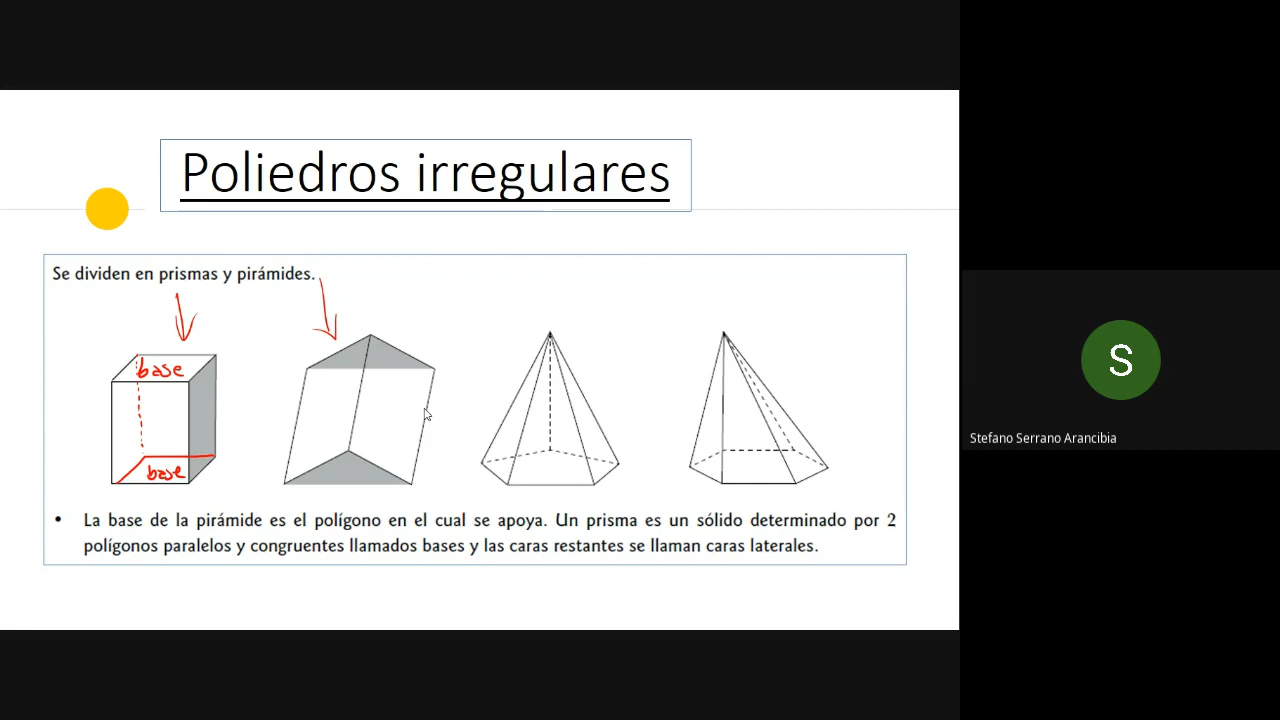 Poliedros irregulares
Se dividen en prismas y pirámides.
base
base
• La base de la pirámide es el polígono en el cual se apoya. Un prisma es un sólido determinado por 2
polígonos paralelos y congruentes llamados bases y las caras restantes se llaman caras laterales.
S
Stefano Serrano Arancibia